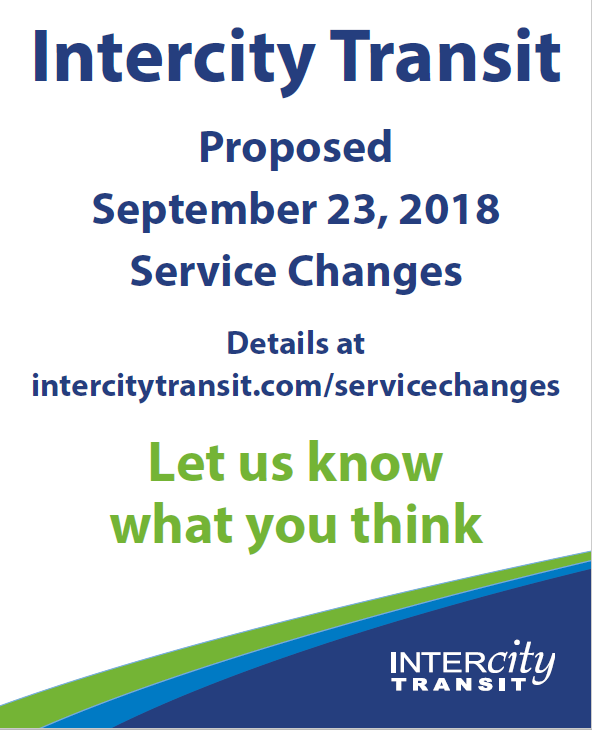 Intercity Transit
Proposed
September 23, 2018
Service Changes
Details at
intercitytransit.com/servicechanges
Let us know
what you think
INTERcity
TRANSIT